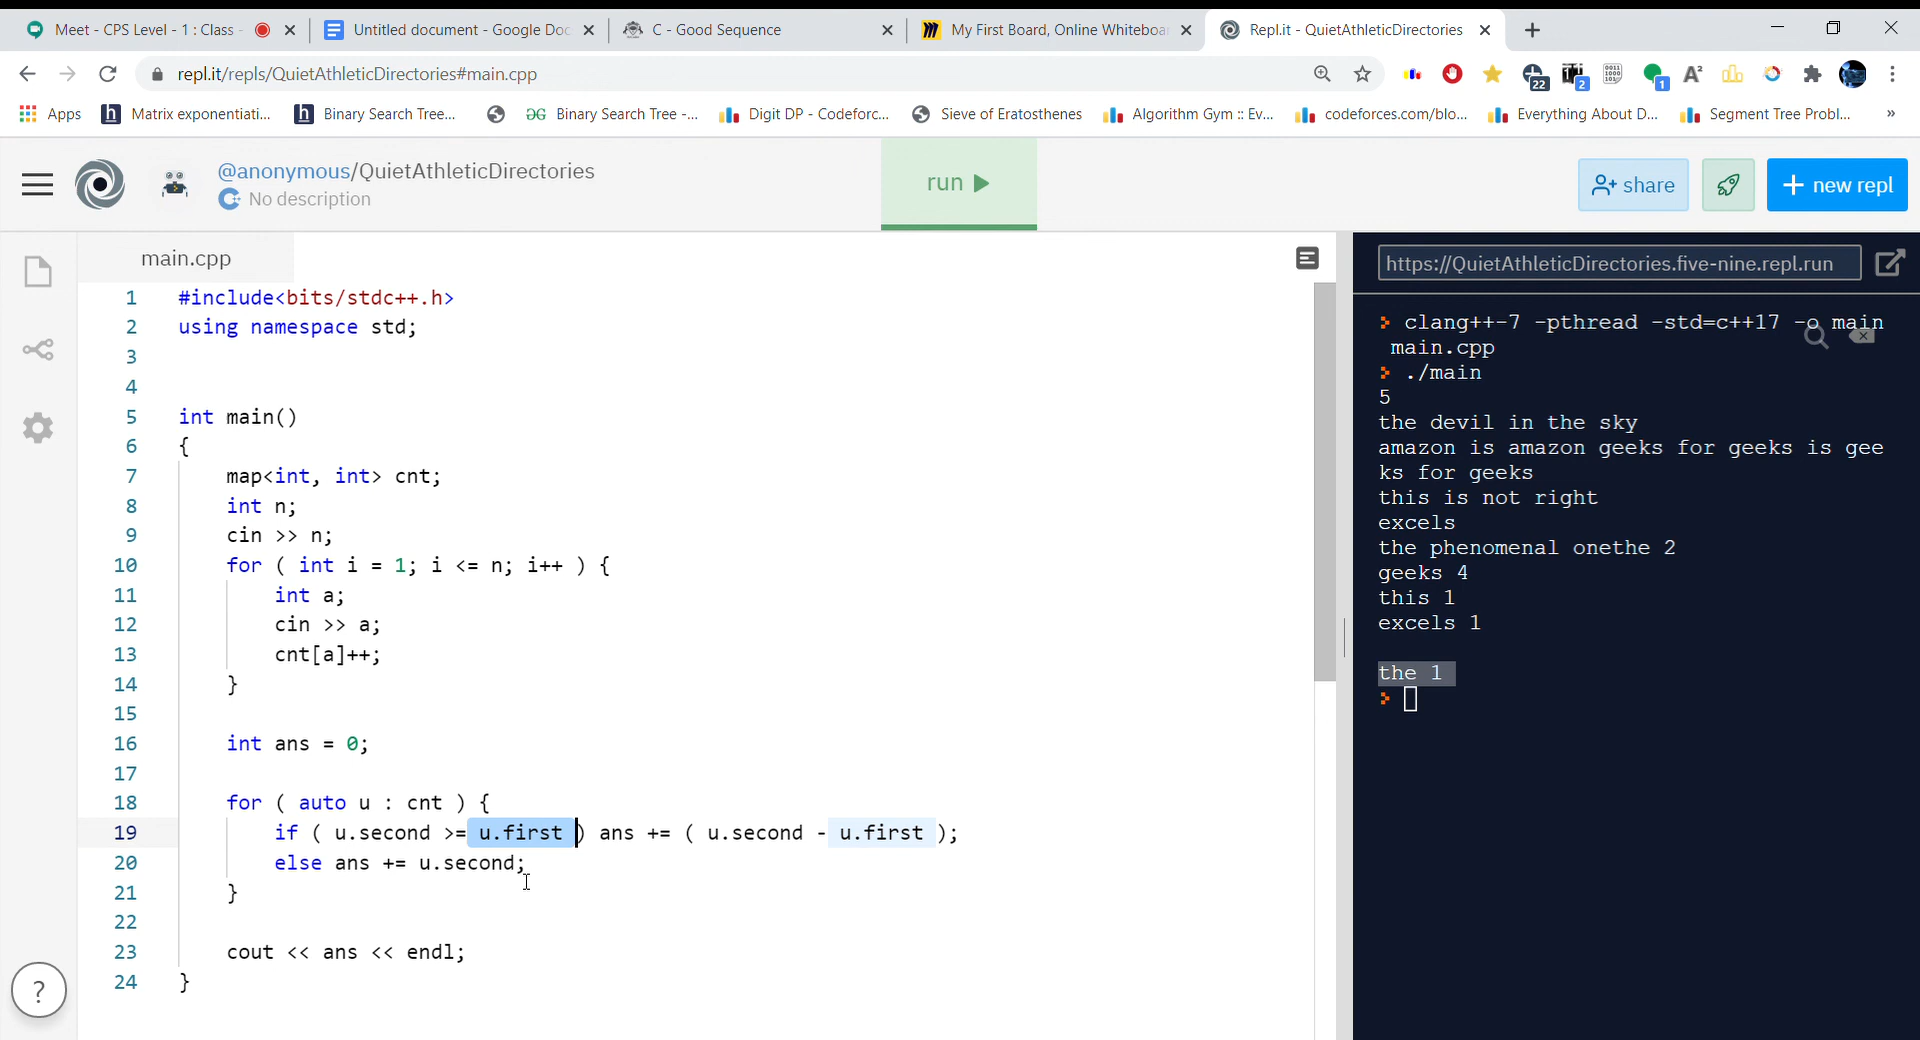 Meet - CPS Level - 1 : Class -
Untitled document - Google Doc
C - Good Sequence
My First Board, Online Whiteboa
Repl.it - QuietAthleticDirectories
repl.it/repls/QuietAthleticDirectories#main.cpp
22
2
1
Apps
Matrix exponentiati...
Binary Search Tree...
Binary Search Tree -...
Digit DP - Codeforc...
Sieve of Eratosthenes
Algorithm Gym :: Ev...
codeforces.com/blo...
Everything About D...
Segment Tree Probl...
»
@anonymous/QuietAthleticDirectories
No description
run
share
+ new repl
main.cpp
1 #include<bits/stdc++.h>
2 using namespace std;
3
4
5 int main()
6 {
7 map<int, int> cnt;
8 int n;
9 cin >> n;
10 for ( int i = 1; i <= n; i++ ) {
11 int a;
12 cin >> a;
13 cnt[a]++;
14 }
15
16 int ans = 0;
17
18 for ( auto u : cnt ) {
19 if ( u.second >= u.first ) ans += ( u.second - u.first );
20 else ans += u.second;
21 }
22
23 cout << ans << endl;
24 }
?
https://QuietAthleticDirectories.five-nine.repl.run
clang++-7 -pthread -std=c++17 -o main
main.cpp
./main
5
the devil in the sky
amazon is amazon geeks for geeks is gee
ks for geeks
this is not right
excels
the phenomenal onethe 2
geeks 4
this 1
excels 1
the 1